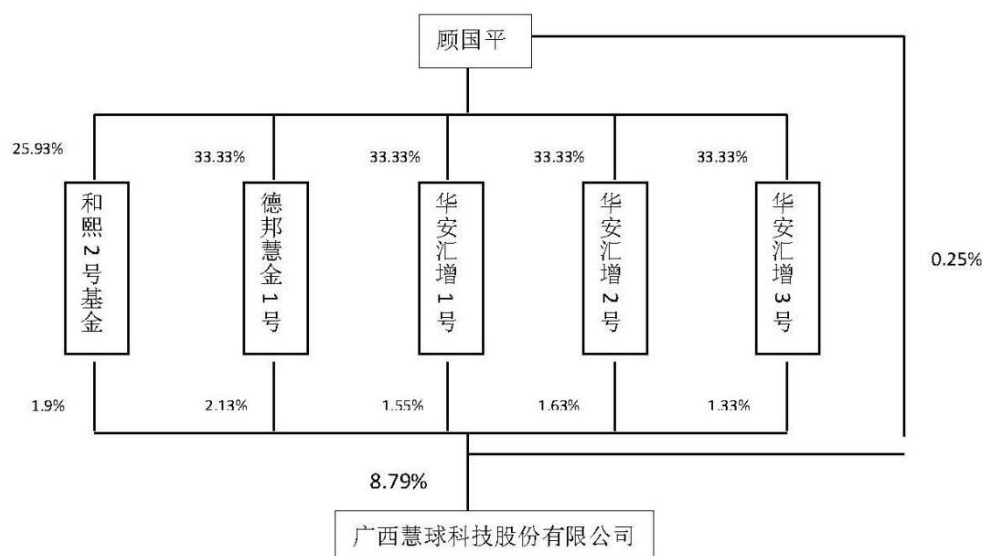 顾国平
25.93%
33.33%
33.33%
33.33%
33.33%
和熙2号基金
德邦慧金1号
华安汇增1号
华安汇增2号
华安汇增3号
0.25%
1.9%
2.13%
1.55%
1.63%
1.33%
8.79%
广西慧球科技股份有限公司